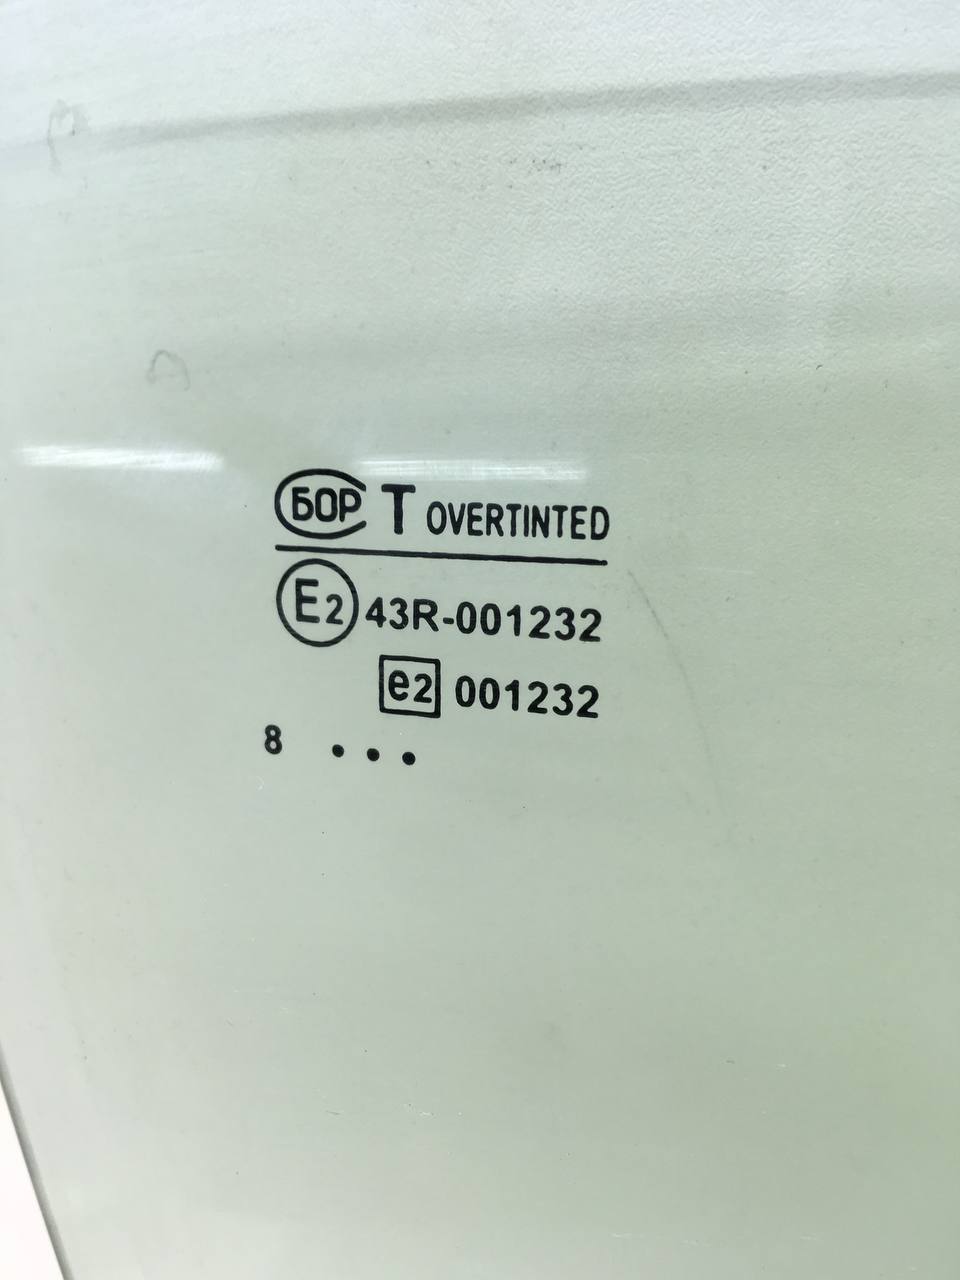 БОР T OVERTINTED
E2 43R-001232
e2 001232
8 ...